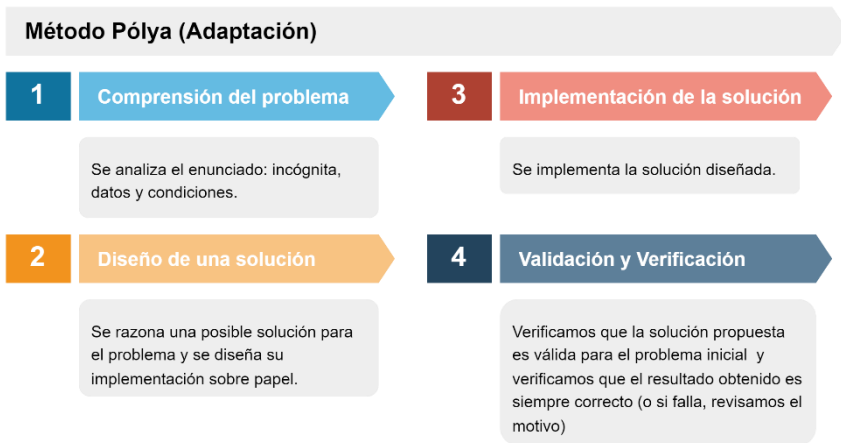 Método Pólya (Adaptación)
1
Comprensión del problema
Se analiza el enunciado: incógnita,
datos y condiciones.
2
Diseño de una solución
Se razona una posible solución para
el problema y se diseña su
implementación sobre papel.
3
Implementación de la solución
Se implementa la solución diseñada.
4
Validación y Verificación
Verificamos que la solución propuesta
es válida para el problema inicial y
verificamos que el resultado obtenido es
siempre correcto (o si falla, revisamos el
motivo)